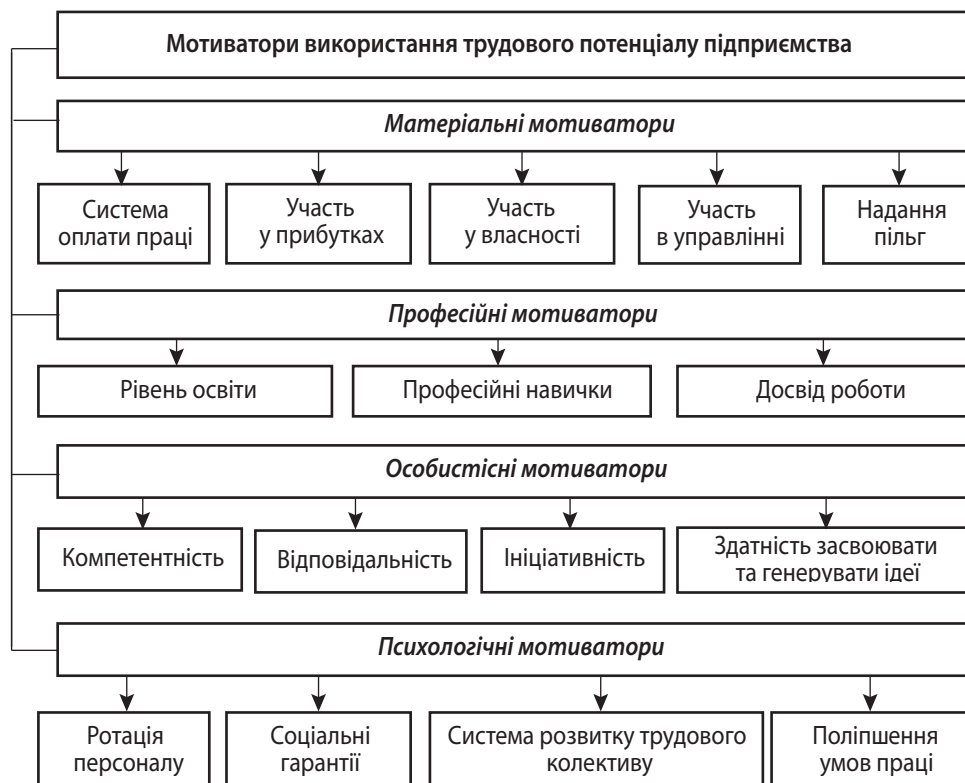 Мотиватори використання трудового потенціалу підприємства
Матеріальні мотиватори
Система
оплати праці
Участь
у прибутках
Участь
у власності
Участь
в управлінні
Надання
пільг
Професійні мотиватори
Рівень освіти
Професійні навички
Досвід роботи
Особистісні мотиватори
Компетентність
Відповідальність
Ініціативність
Здатність засвоювати
та генерувати ідеї
Психологічні мотиватори
Ротація
персоналу
Соціальні
гарантії
Система розвитку трудового
колективу
Поліпшення
умов праці